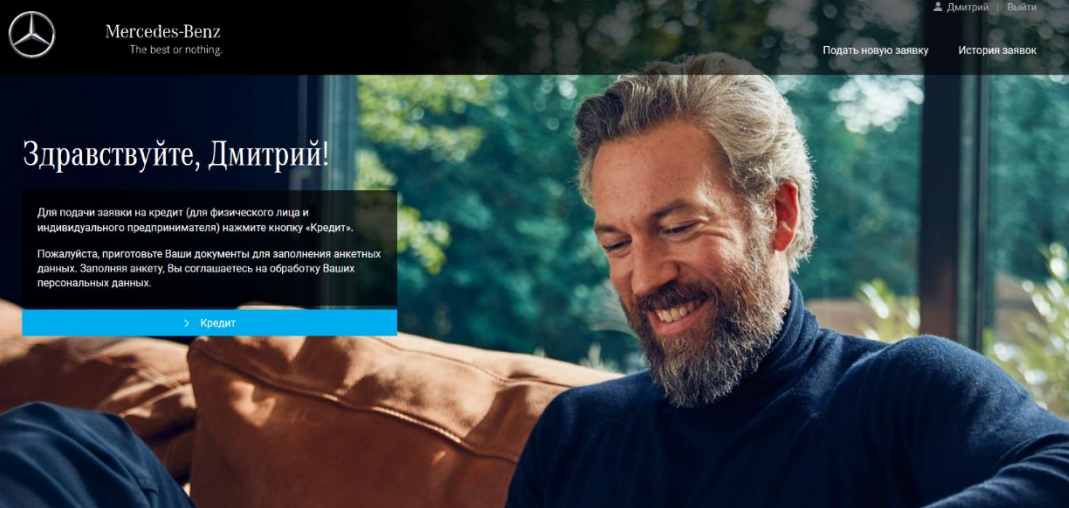 Дмитрий | Выйти
Mercedes-Benz
The best or nothing.
Подать новую заявку История заявок
Здравствуйте, Дмитрий!
Для подачи заявки на кредит (для физического лица и
индивидуального предпринимателя) нажмите кнопку «Кредит».
Пожалуйста, приготовьте Ваши документы для заполнения анкетных
данных. Заполняя анкету, Вы соглашаетесь на обработку Ваших
персональных данных.
Кредит